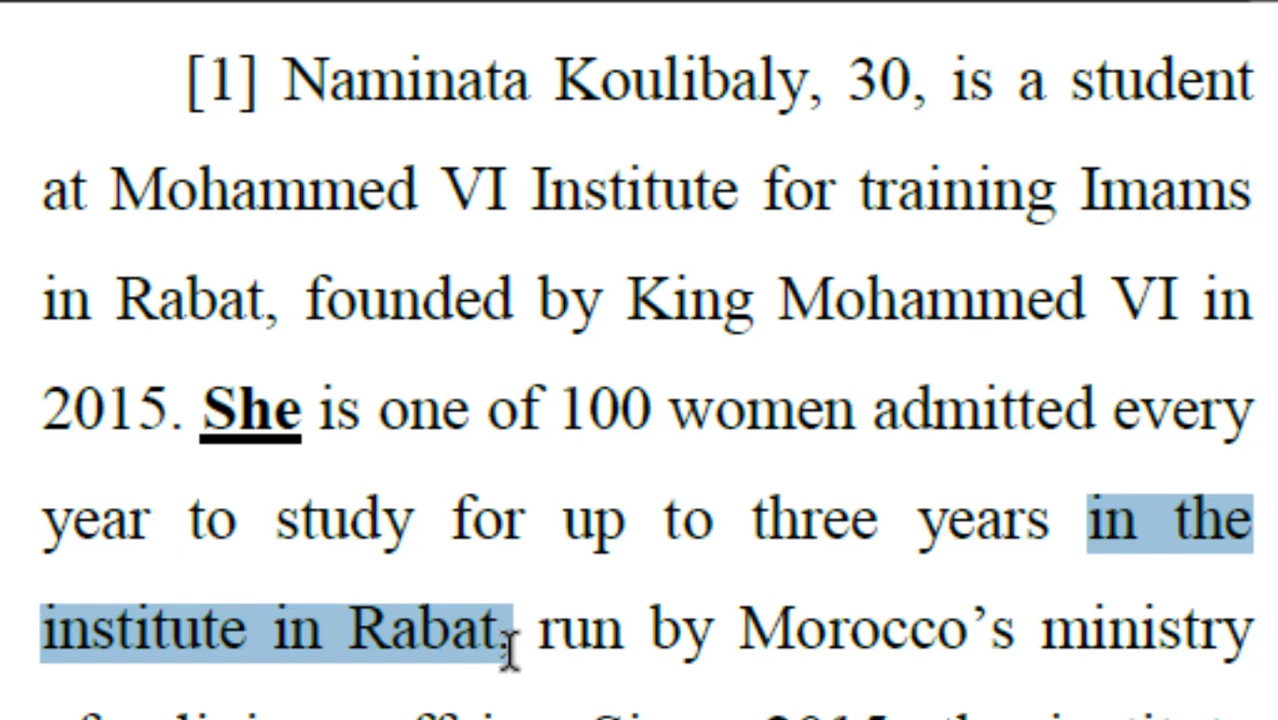 [1] Naminata Koulibaly, 30, is a student
at Mohammed VI Institute for training Imams
in Rabat, founded by King Mohammed VI in
2015. She is one of 100 women admitted every
year to study for up to three years in the
institute in Rabat, run by Morocco’s ministry